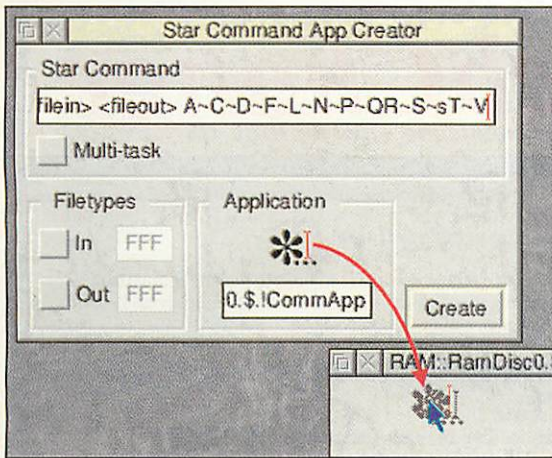 Star Command App Creator
Star Command
filein> <fileout> A~C~D~F~L~N~P~QR~S~sT~V
Multi-task
Filetypes
Application
In FFF
Out FFF
0.$.!CommApp
Create
RAM::RamDisc0.